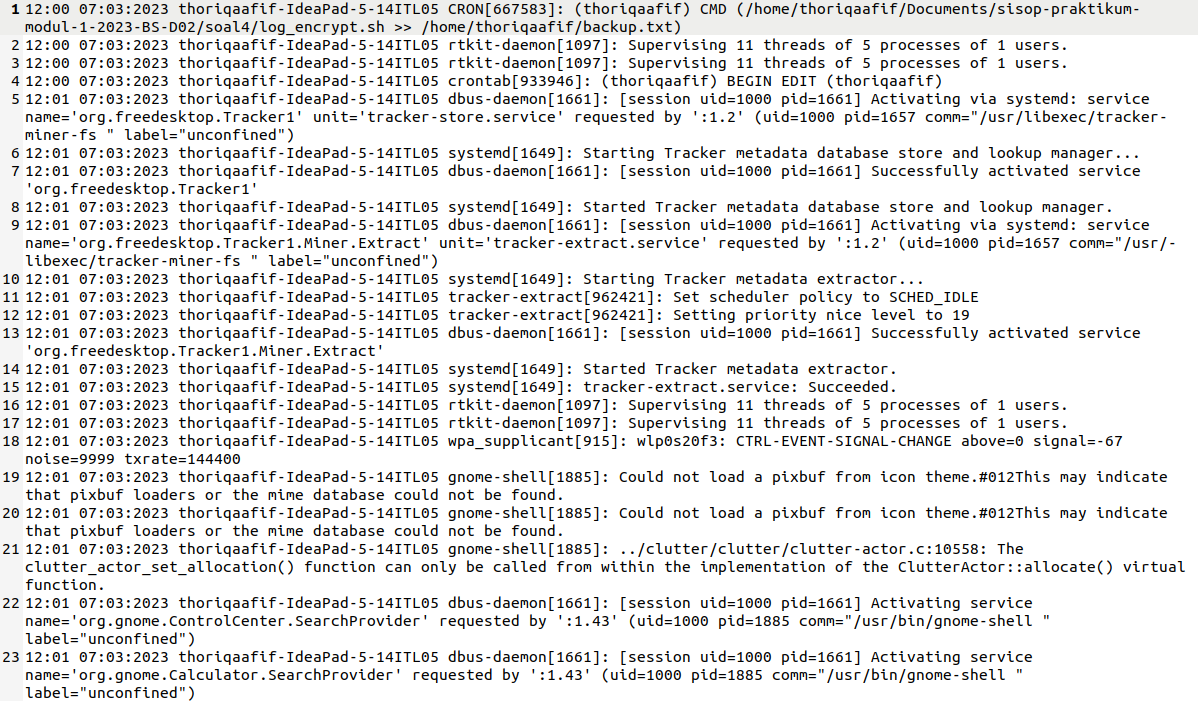 1 12:00 07:03:2023 thoriqaafif-IdeaPad-5-14ITL05 CRON[667583]: (thoriqaafif) CMD (/home/thoriqaafif/Documents/sisop-praktikum-
modul-1-2023-BS-D02/soal4/log_encrypt.sh >> /home/thoriqaafif/backup.txt)
2 12:00 07:03:2023 thoriqaafif-IdeaPad-5-14ITL05 rtkit-daemon[1097]: Supervising 11 threads of 5 processes of 1 users.
3 12:00 07:03:2023 thoriqaafif-IdeaPad-5-14ITL05 rtkit-daemon[1097]: Supervising 11 threads of 5 processes of 1 users.
4 12:00 07:03:2023 thoriqaafif-IdeaPad-5-14ITL05 crontab[933946]: (thoriqaafif) BEGIN EDIT (thoriqaafif)
5 12:01 07:03:2023 thoriqaafif-IdeaPad-5-14ITL05 dbus-daemon[1661]: [session uid=1000 pid=1661] Activating via systemd: service
name='org.freedesktop.Tracker1' unit='tracker-store.service' requested by ':1.2' (uid=1000 pid=1657 comm="/usr/libexec/tracker-
miner-fs " label="unconfined")
6 12:01 07:03:2023 thoriqaafif-IdeaPad-5-14ITL05 systemd[1649]: Starting Tracker metadata database store and lookup manager...
7 12:01 07:03:2023 thoriqaafif-IdeaPad-5-14ITL05 dbus-daemon[1661]: [session uid=1000 pid=1661] Successfully activated service
'org.freedesktop.Tracker1'
8 12:01 07:03:2023 thoriqaafif-IdeaPad-5-14ITL05 systemd[1649]: Started Tracker metadata database store and lookup manager.
9 12:01 07:03:2023 thoriqaafif-IdeaPad-5-14ITL05 dbus-daemon[1661]: [session uid=1000 pid=1661] Activating via systemd: service
name='org.freedesktop.Tracker1.Miner.Extract' unit='tracker-extract.service' requested by ':1.2' (uid=1000 pid=1657 comm="/usr/-
libexec/tracker-miner-fs " label="unconfined")
10 12:01 07:03:2023 thoriqaafif-IdeaPad-5-14ITL05 systemd[1649]: Starting Tracker metadata extractor...
11 12:01 07:03:2023 thoriqaafif-IdeaPad-5-14ITL05 tracker-extract[962421]: Set scheduler policy to SCHED_IDLE
12 12:01 07:03:2023 thoriqaafif-IdeaPad-5-14ITL05 tracker-extract[962421]: Setting priority nice level to 19
13 12:01 07:03:2023 thoriqaafif-IdeaPad-5-14ITL05 dbus-daemon[1661]: [session uid=1000 pid=1661] Successfully activated service
'org.freedesktop.Tracker1.Miner.Extract'
14 12:01 07:03:2023 thoriqaafif-IdeaPad-5-14ITL05 systemd[1649]: Started Tracker metadata extractor.
15 12:01 07:03:2023 thoriqaafif-IdeaPad-5-14ITL05 systemd[1649]: tracker-extract.service: Succeeded.
16 12:01 07:03:2023 thoriqaafif-IdeaPad-5-14ITL05 rtkit-daemon[1097]: Supervising 11 threads of 5 processes of 1 users.
17 12:01 07:03:2023 thoriqaafif-IdeaPad-5-14ITL05 rtkit-daemon[1097]: Supervising 11 threads of 5 processes of 1 users.
18 12:01 07:03:2023 thoriqaafif-IdeaPad-5-14ITL05 wpa_supplicant[915]: wlp0s20f3: CTRL-EVENT-SIGNAL-CHANGE above=0 signal=-67
noise=9999 txrate=144400
19 12:01 07:03:2023 thoriqaafif-IdeaPad-5-14ITL05 gnome-shell[1885]: Could not load a pixbuf from icon theme.#012This may indicate
that pixbuf loaders or the mime database could not be found.
20 12:01 07:03:2023 thoriqaafif-IdeaPad-5-14ITL05 gnome-shell[1885]: Could not load a pixbuf from icon theme.#012This may indicate
that pixbuf loaders or the mime database could not be found.
21 12:01 07:03:2023 thoriqaafif-IdeaPad-5-14ITL05 gnome-shell[1885]: ../clutter/clutter/clutter-actor.c:10558: The
clutter_actor_set_allocation() function can only be called from within the implementation of the ClutterActor::allocate() virtual
function.
22 12:01 07:03:2023 thoriqaafif-IdeaPad-5-14ITL05 dbus-daemon[1661]: [session uid=1000 pid=1661] Activating service
name='org.gnome.ControlCenter.SearchProvider' requested by ':1.43' (uid=1000 pid=1885 comm="/usr/bin/gnome-shell "
label="unconfined")
23 12:01 07:03:2023 thoriqaafif-IdeaPad-5-14ITL05 dbus-daemon[1661]: [session uid=1000 pid=1661] Activating service
name='org.gnome.Calculator.SearchProvider' requested by ':1.43' (uid=1000 pid=1885 comm="/usr/bin/gnome-shell "
label="unconfined")